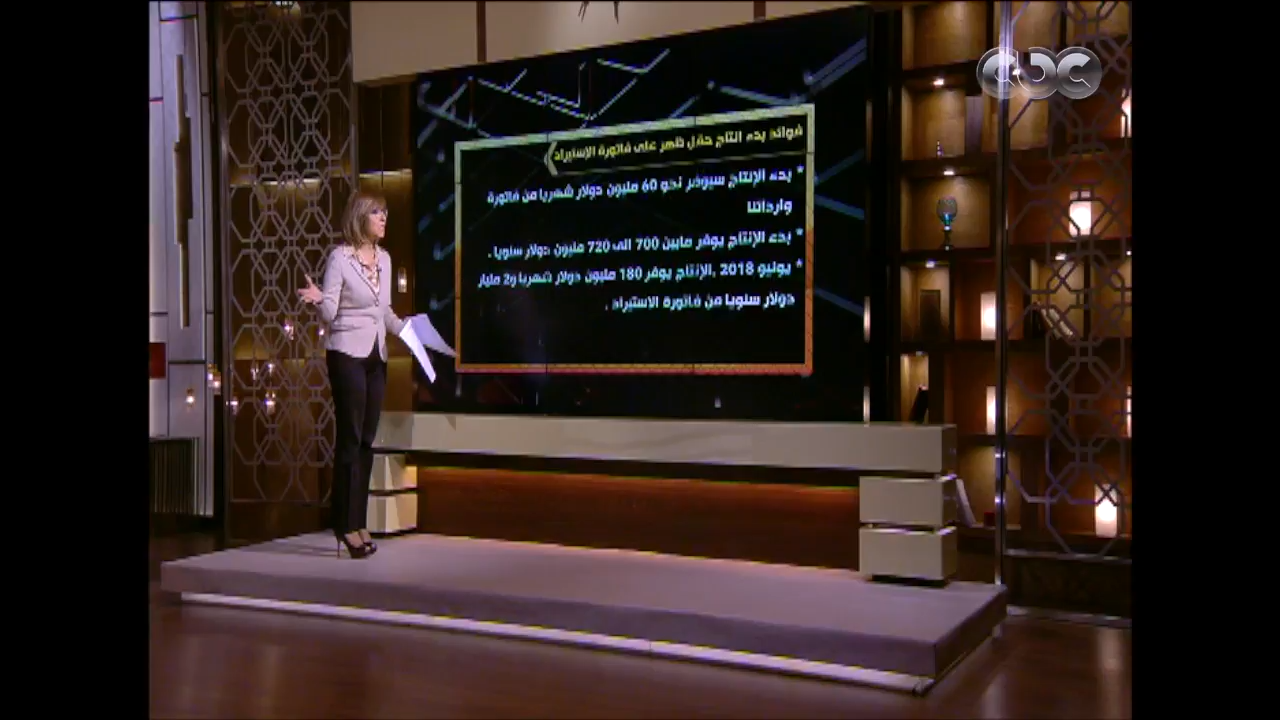 cbc
فوائد بدء انتاج حقل ظهر على فاتورة الإستيراد
* بدء الإنتاج سيوفر نحو 60 مليون دولار شهريا من فاتورة
وارداتنا
* بدء الإنتاج يوفر مابين 700 الى 720 مليون دولار سنويا .
* يونيو 2018 ,الإنتاج يوفر 180 مليون دولار شهريا و2 مليار
دولار سنويا من فاتورة الاستيراد .